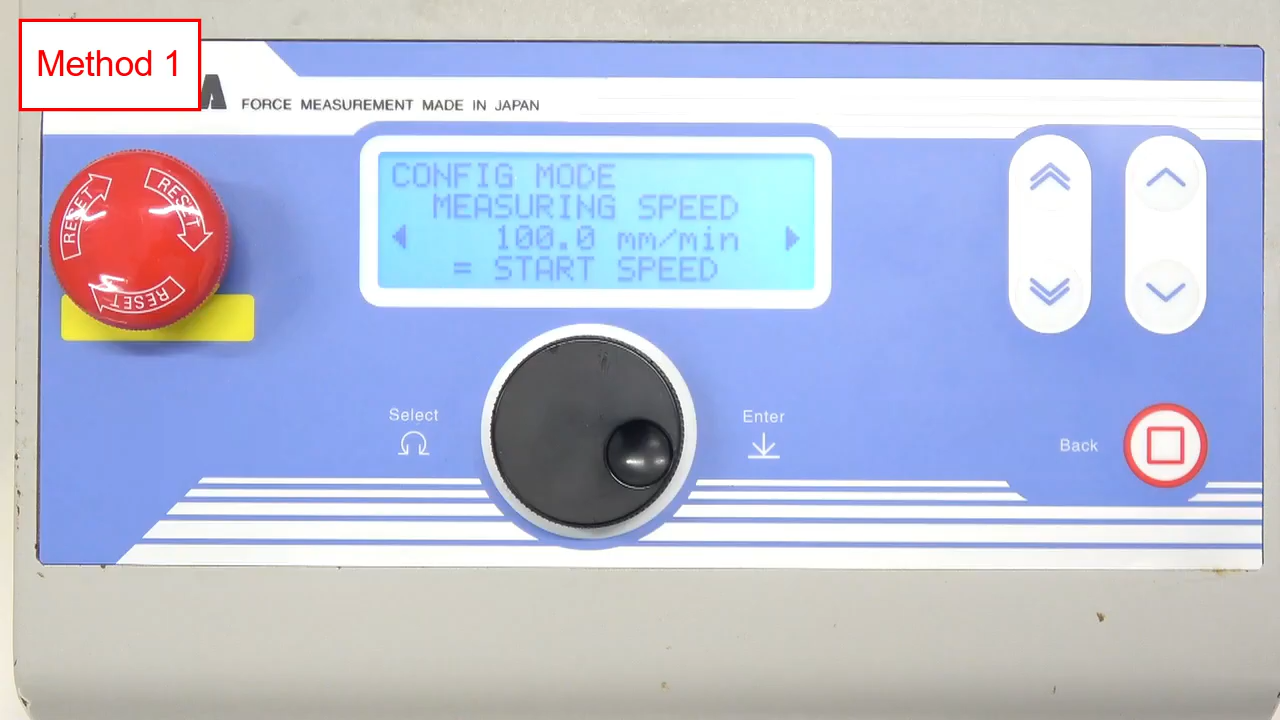 Method 1
FORCE MEASUREMENT MADE IN JAPAN
RESET
RESET
RESET
CONFIG MODE
MEASURING SPEED
100.0 mm/min
= START SPEED
Select
Enter
Back